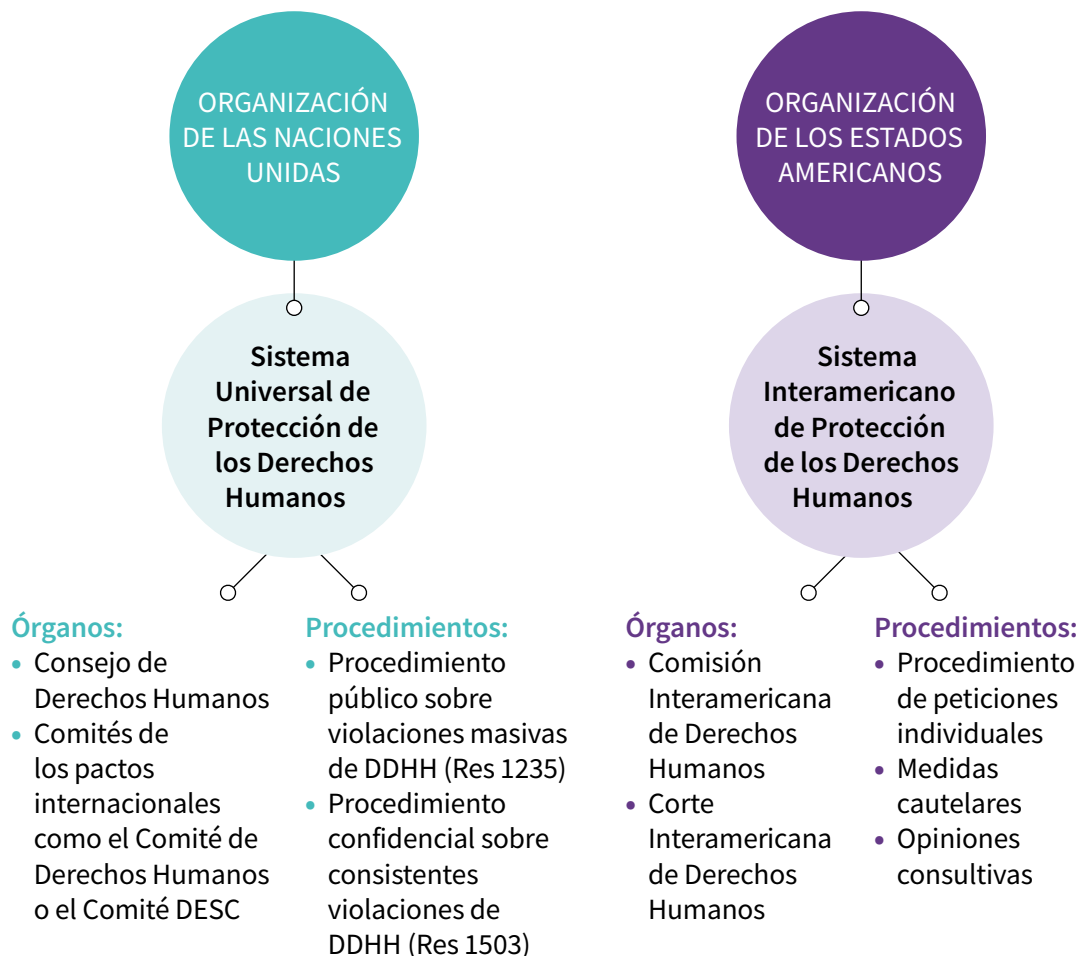 ORGANIZACIÓN
DE LAS NACIONES
UNIDAS
Sistema
Universal de
Protección de
los Derechos
Humanos
Órganos:
• Consejo de
Derechos Humanos
• Comités de
los pactos
internacionales
como el Comité de
Derechos Humanos
o el Comité DESC
Procedimientos:
• Procedimiento
público sobre
violaciones masivas
de DDHH (Res 1235)
• Procedimiento
confidencial sobre
consistentes
violaciones de
DDHH (Res 1503)
ORGANIZACIÓN
DE LOS ESTADOS
AMERICANOS
Sistema
Interamericano
de Protección
de los Derechos
Humanos
Órganos:
• Comisión
Interamericana
de Derechos
Humanos
• Corte
Interamericana
de Derechos
Humanos
Procedimientos:
• Procedimiento
de peticiones
individuales
• Medidas
cautelares
• Opiniones
consultivas